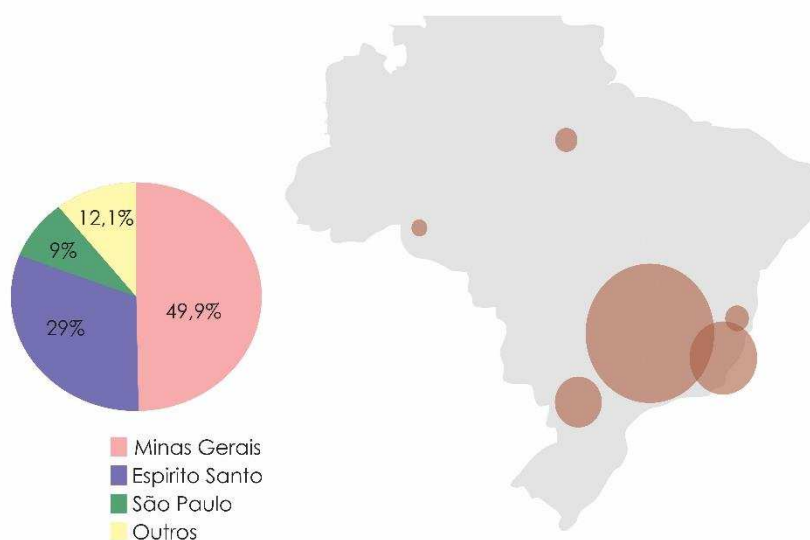 12,1%
9%
29%
49,9%
Minas Gerais
Espirito Santo
São Paulo
Outros